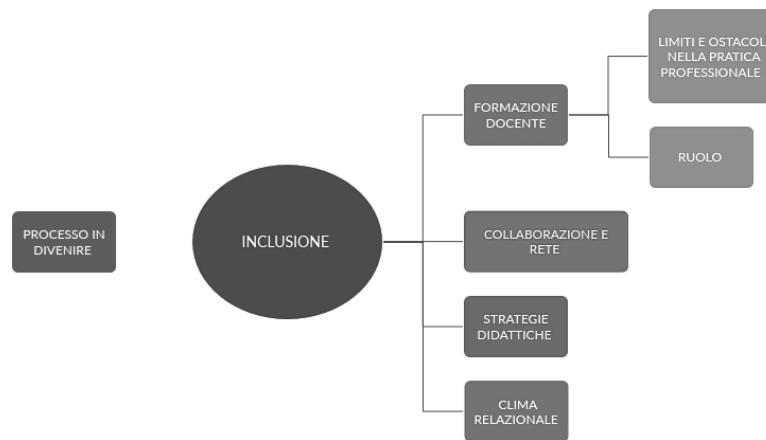 LIMITI E OSTACOL
NELLA PRATICA
PROFESSIONALE
FORMAZIONE
DOCENTE
RUOLO
PROCESSO IN
DIVENIRE
INCLUSIONE
COLLABORAZIONE E
RETE
STRATEGIE
DIDATTICHE
CLIMA
RELAZIONALE